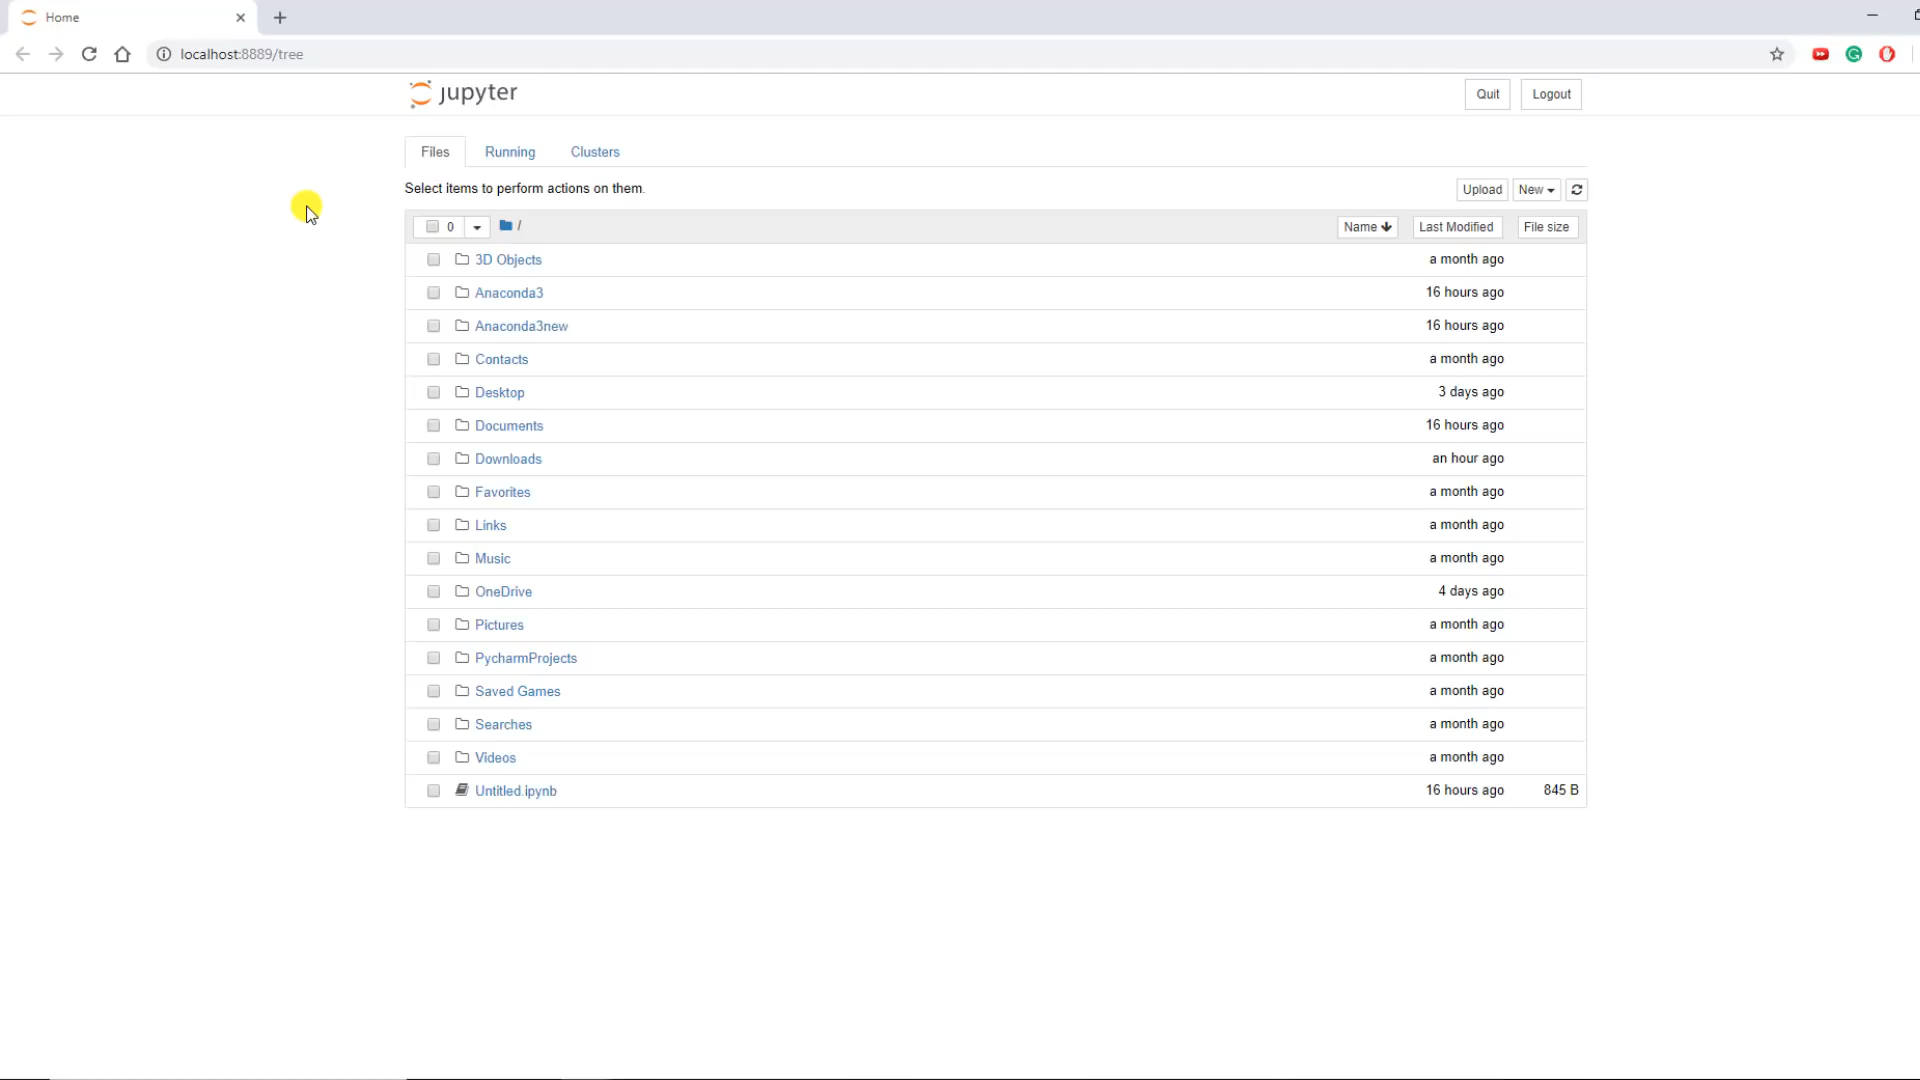 Home
localhost:8889/tree
jupyter
Quit Logout
Files Running Clusters
Select items to perform actions on them.
Upload New
0 / Name Last Modified File size
3D Objects a month ago
Anaconda3 16 hours ago
Anaconda3new 16 hours ago
Contacts a month ago
Desktop 3 days ago
Documents 16 hours ago
Downloads an hour ago
Favorites a month ago
Links a month ago
Music a month ago
OneDrive 4 days ago
Pictures a month ago
PycharmProjects a month ago
Saved Games a month ago
Searches a month ago
Videos a month ago
Untitled.ipynb 16 hours ago 845 B